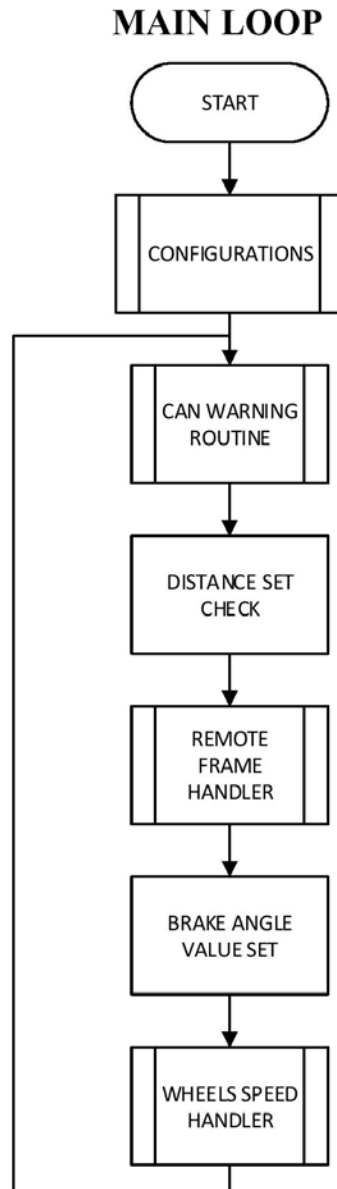 MAIN LOOP
START
CONFIGURATIONS
CAN WARNING
ROUTINE
DISTANCE SET
CHECK
REMOTE
FRAME
HANDLER
BRAKE ANGLE
VALUE SET
WHEELS SPEED
HANDLER